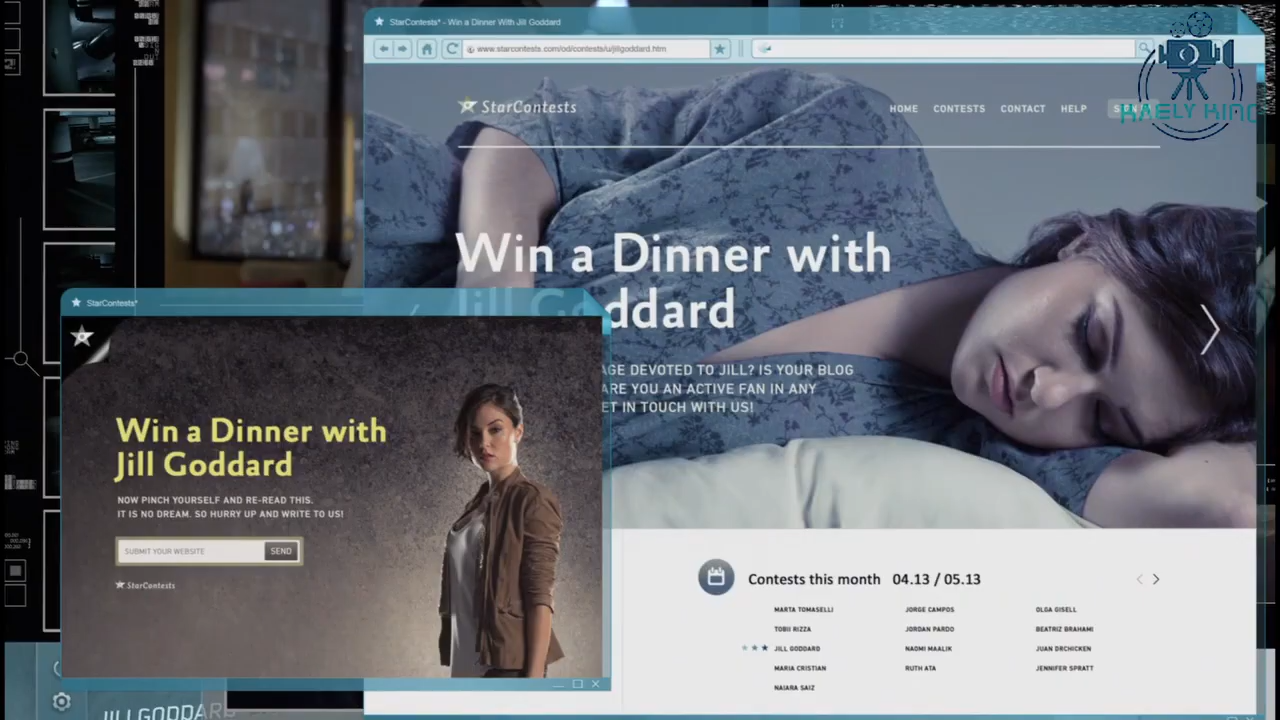 StarContests* - Win a Dinner With Jill Goddard
www.starcontests.com/od/contests/u/jillgoddard.htm
KAELY KING
StarContests
HOME CONTESTS CONTACT HELP
Win a Dinner with
Jill Goddard
AGE DEVOTED TO JILL? IS YOUR BLOG
ARE YOU AN ACTIVE FAN IN ANY
ET IN TOUCH WITH US!
StarContests*
Win a Dinner with
Jill Goddard
NOW PINCH YOURSELF AND RE-READ THIS.
IT IS NO DREAM. SO HURRY UP AND WRITE TO US!
SUBMIT YOUR WEBSITE SEND
StarContests
Contests this month 04.13 / 05.13
MARTA TOMASELLI JORGE CAMPOS OLGA GISELL
TOBII RIZZA JORDAN PARDO BEATRIZ BRAHAMI
JILL GODDARD NAOMI MAALIK JUAN DRCHICKEN
MARIA CRISTIAN RUTH ATA JENNIFER SPRATT
NAIARA SAIZ
JILLGODDARD